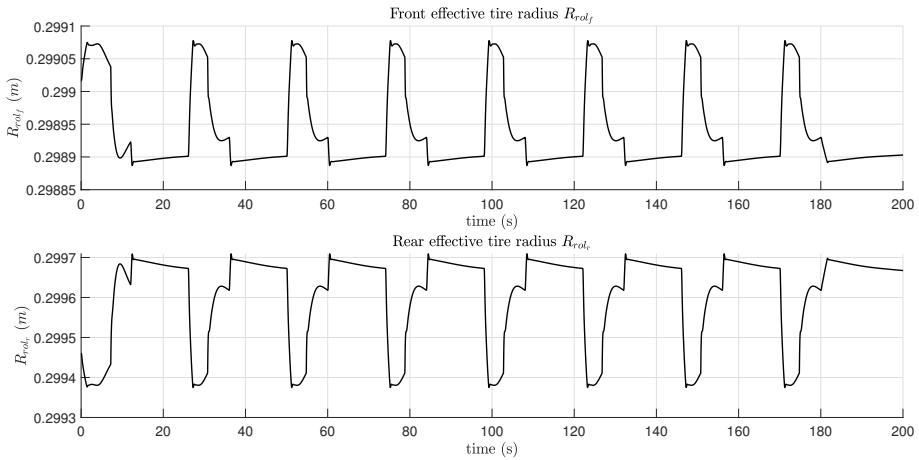 Front effective tire radius R_rol_f
0.2991
0.29905
0.299
0.29895
0.2989
0.29885
R_rol_f (m)
0 20 40 60 80 100 120 140 160 180 200
time (s)
Rear effective tire radius R_rol_r
0.2997
0.2996
0.2995
0.2994
0.2993
R_rol_r (m)
0 20 40 60 80 100 120 140 160 180 200
time (s)